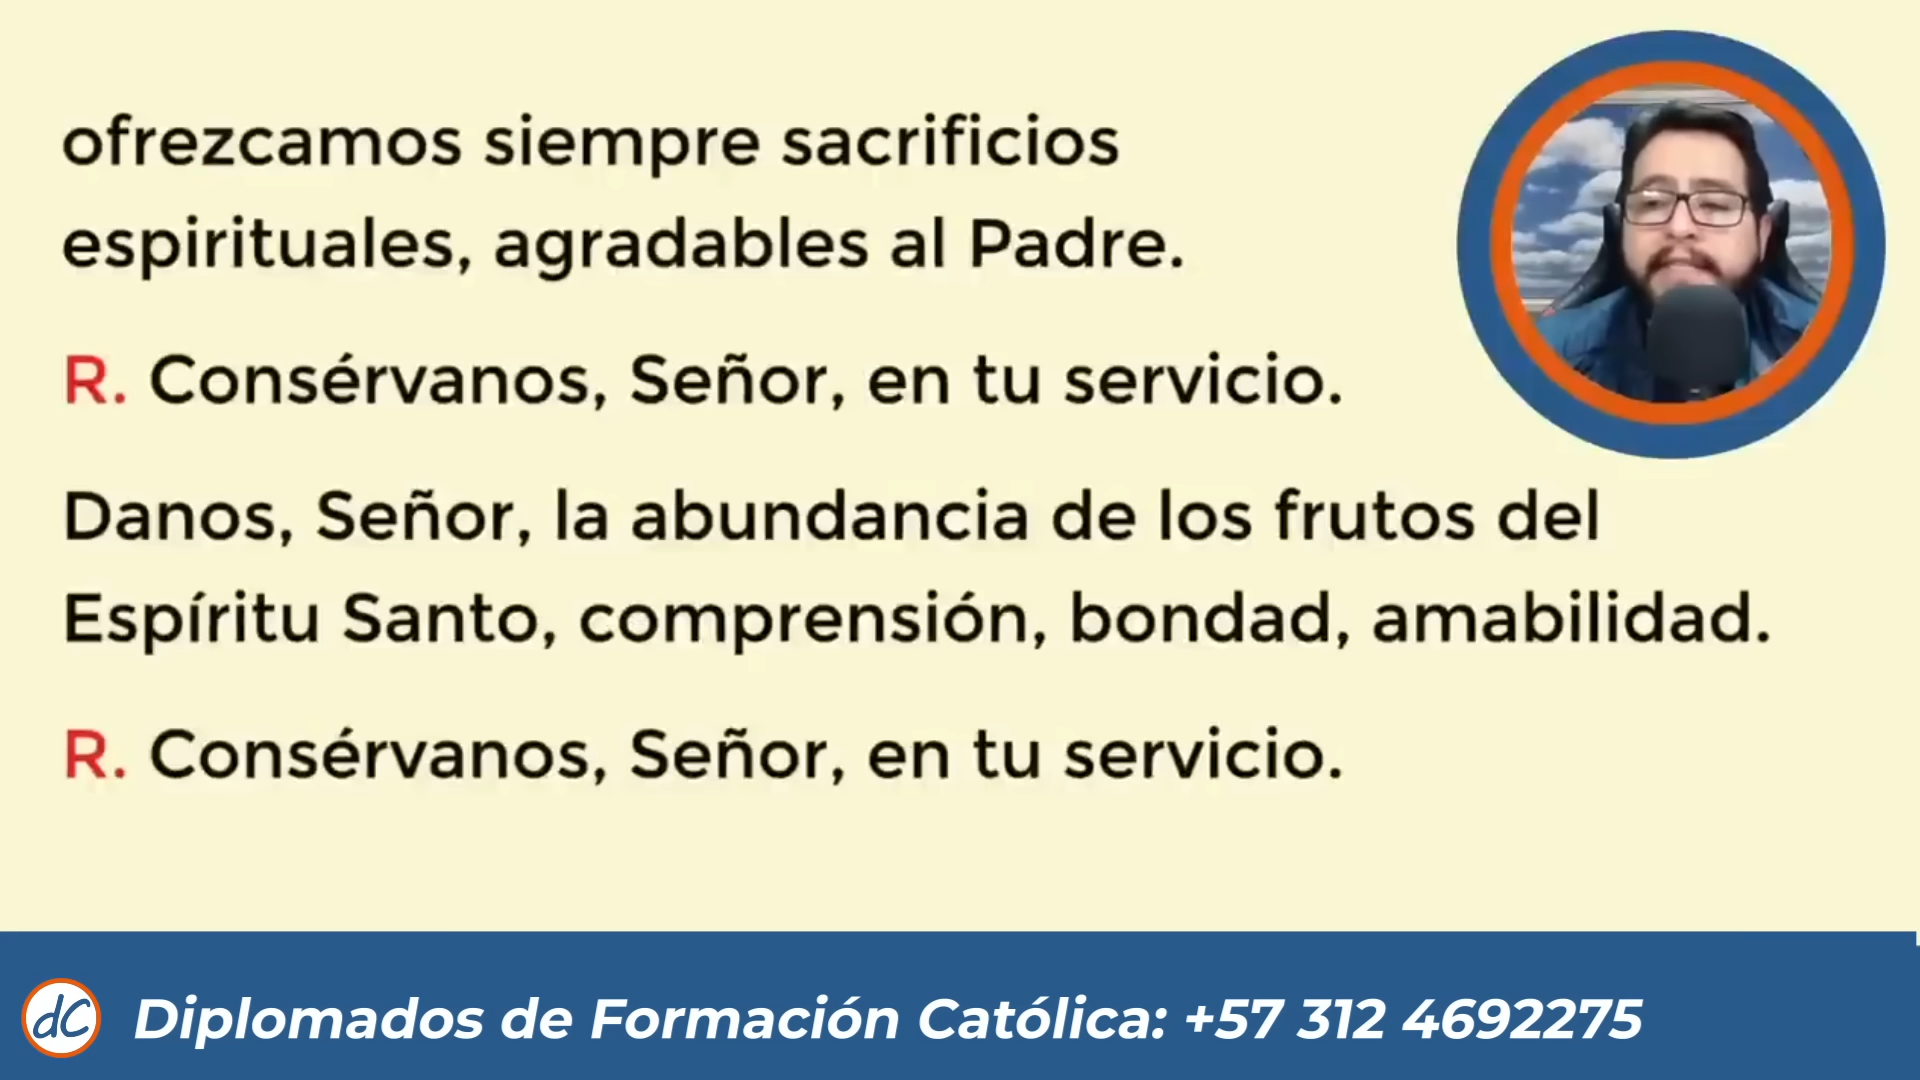 ofrezcamos siempre sacrificios
espirituales, agradables al Padre.
R. Consérvanos, Señor, en tu servicio.
Danos, Señor, la abundancia de los frutos del
Espíritu Santo, comprensión, bondad, amabilidad.
R. Consérvanos, Señor, en tu servicio.
dC Diplomados de Formación Católica: +57 312 4692275